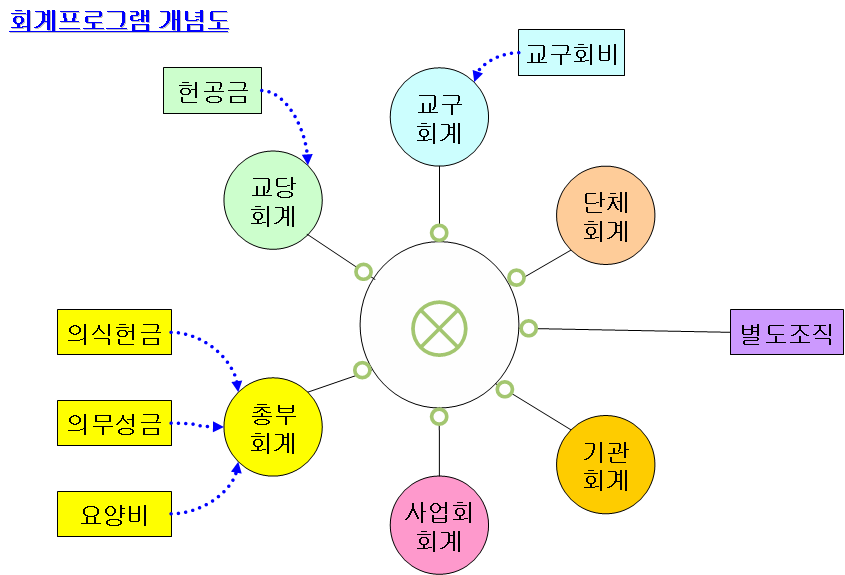 회계프로그램 개념도
교구회비
헌공금
교구
회계
교당
회계
단체
회계
의식헌금
별도조직
의무성금
총부
회계
기관
회계
요양비
사업회
회계